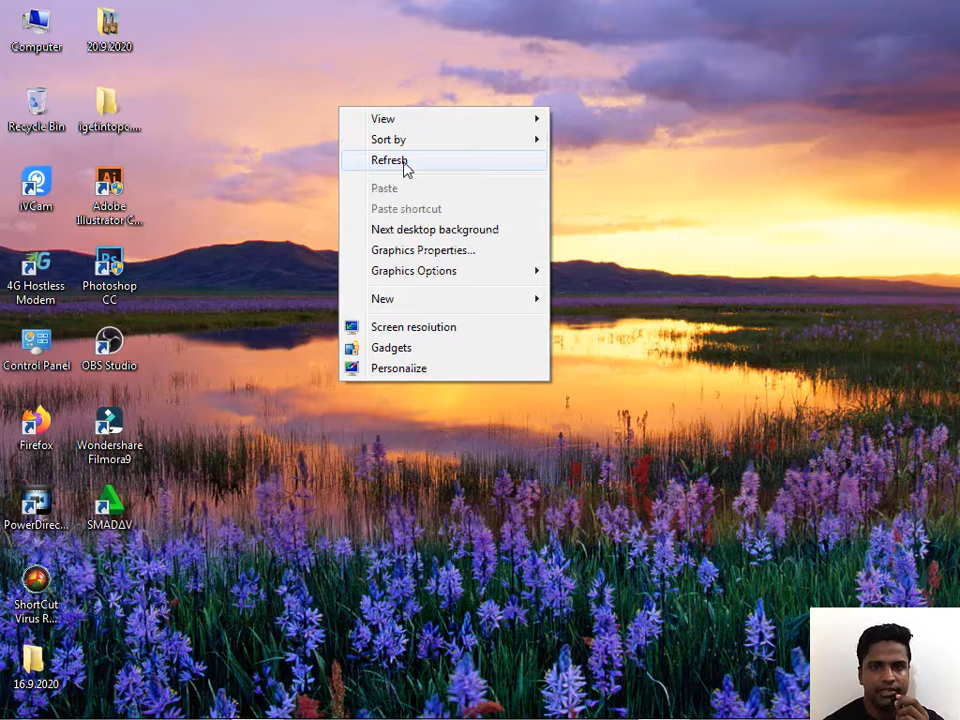 Computer
20.9.2020
Recycle Bin
igetintopc....
iVCam
Adobe
Illustrator C...
4G Hostless
Modem
Photoshop
CC
Control Panel
OBS Studio
Firefox
Wondershare
Filmora9
PowerDirec...
SMADΔV
ShortCut
Virus R...
16.9.2020
View
Sort by
Refresh
Paste
Paste shortcut
Next desktop background
Graphics Properties...
Graphics Options
New
Screen resolution
Gadgets
Personalize